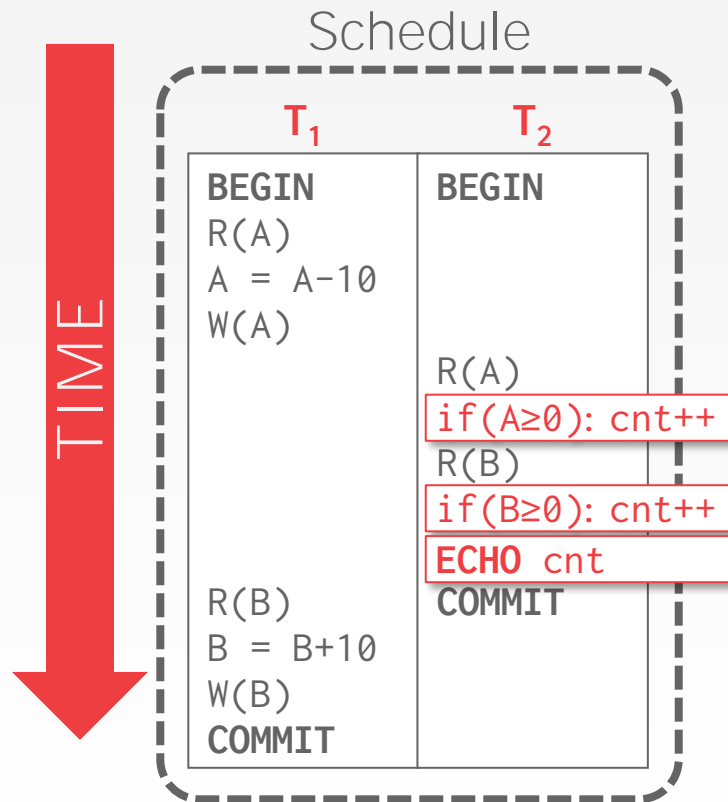 Schedule
TIME
T₁ T₂
BEGIN BEGIN
R(A)
A = A-10
W(A)
R(A)
if(A≥0): cnt++
R(B)
if(B≥0): cnt++
ECHO cnt
R(B) COMMIT
B = B+10
W(B)
COMMIT